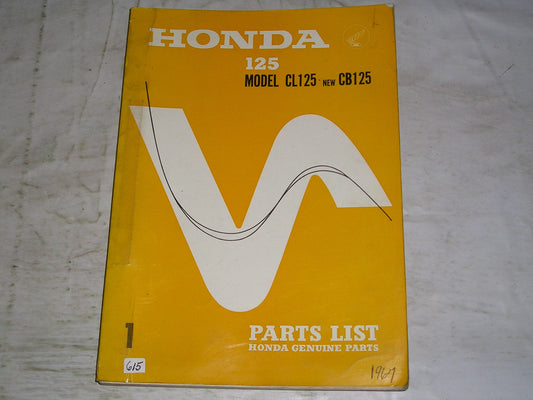 HONDA
125
MODEL CL125 NEW CB125
1
PARTS LIST
HONDA GENUINE PARTS
615
1967